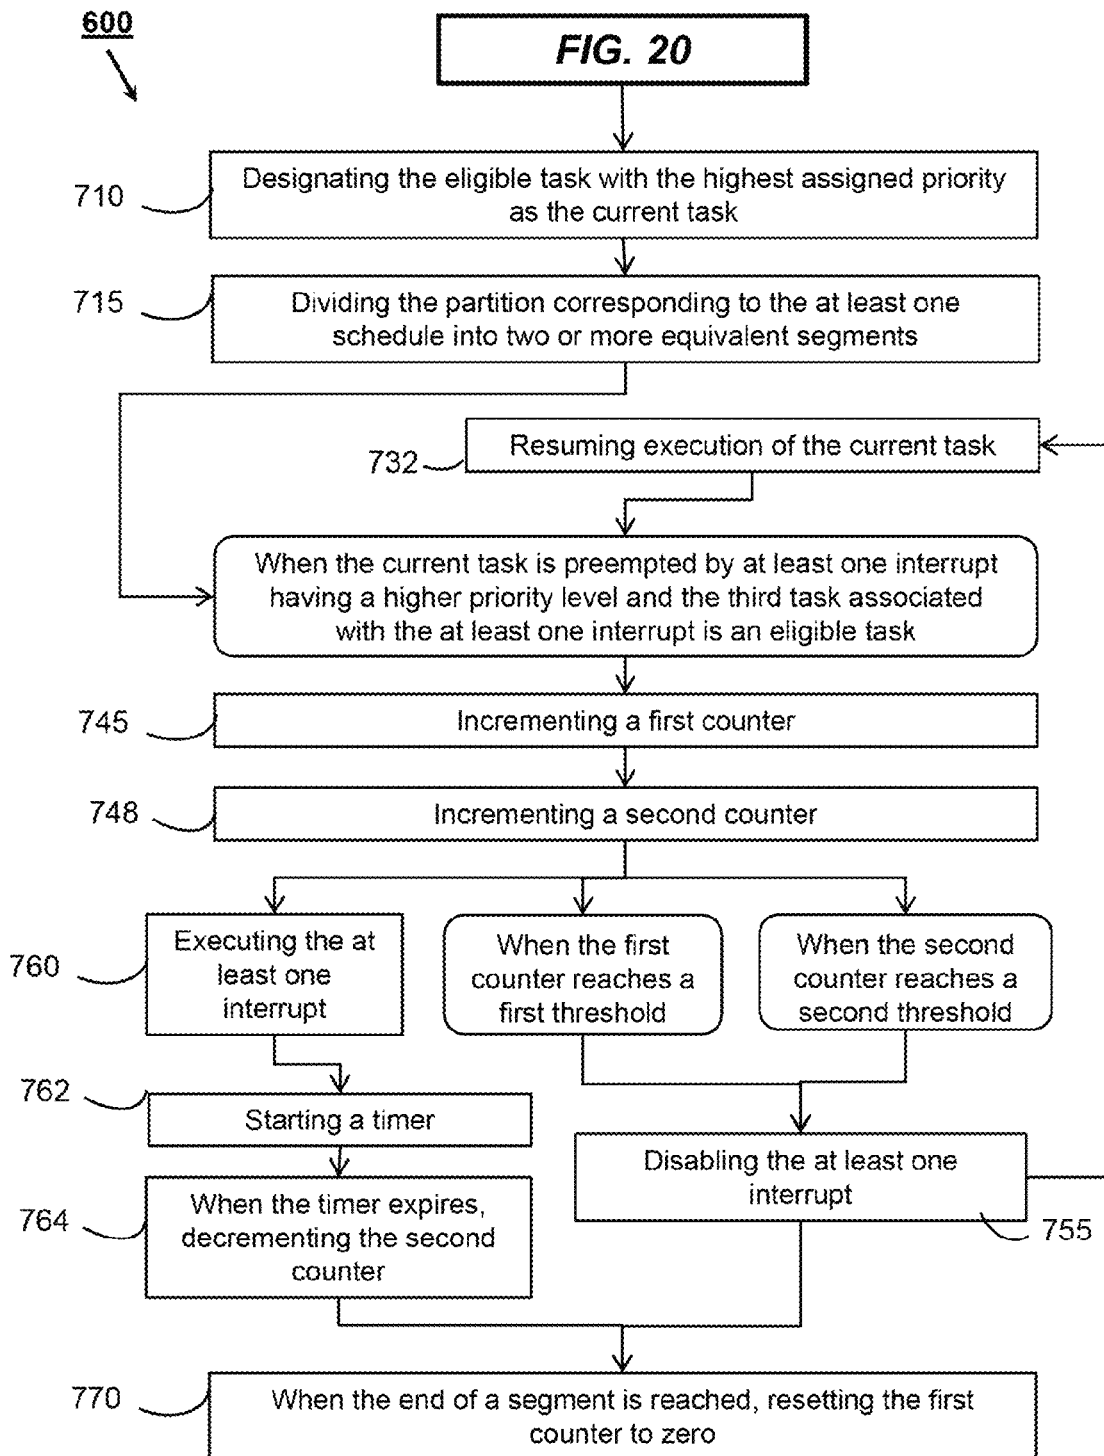 600
FIG. 20
710
Designating the eligible task with the highest assigned priority
as the current task
715
Dividing the partition corresponding to the at least one
schedule into two or more equivalent segments
732
Resuming execution of the current task
When the current task is preempted by at least one interrupt
having a higher priority level and the third task associated
with the at least one interrupt is an eligible task
745
Incrementing a first counter
748
Incrementing a second counter
760
Executing the at
least one
interrupt
When the first
counter reaches a
first threshold
When the second
counter reaches a
second threshold
762
Starting a timer
Disabling the at least one
interrupt
755
764
When the timer expires,
decrementing the second
counter
770
When the end of a segment is reached, resetting the first
counter to zero